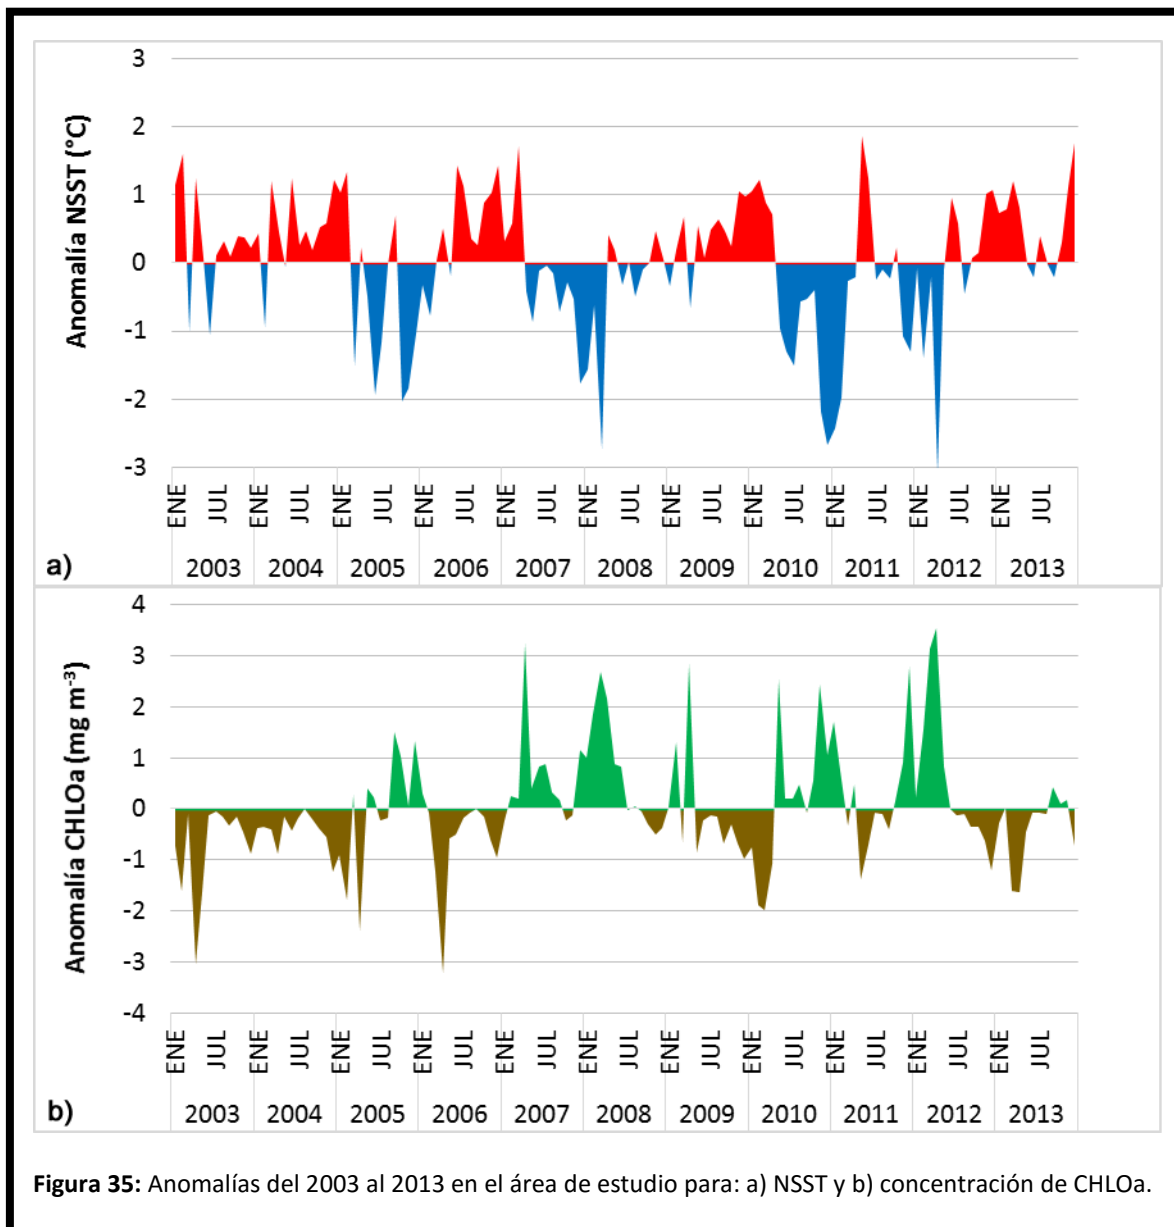 Anomalía NSST (°C)
3
2
1
0
-1
-2
-3
ENE JUL ENE JUL ENE JUL ENE JUL ENE JUL ENE JUL ENE JUL ENE JUL ENE JUL ENE JUL ENE JUL
2003 2004 2005 2006 2007 2008 2009 2010 2011 2012 2013
a)
Anomalía CHLOa (mg m⁻³)
4
3
2
1
0
-1
-2
-3
-4
ENE JUL ENE JUL ENE JUL ENE JUL ENE JUL ENE JUL ENE JUL ENE JUL ENE JUL ENE JUL ENE JUL
2003 2004 2005 2006 2007 2008 2009 2010 2011 2012 2013
b)
Figura 35: Anomalías del 2003 al 2013 en el área de estudio para: a) NSST y b) concentración de CHLOa.